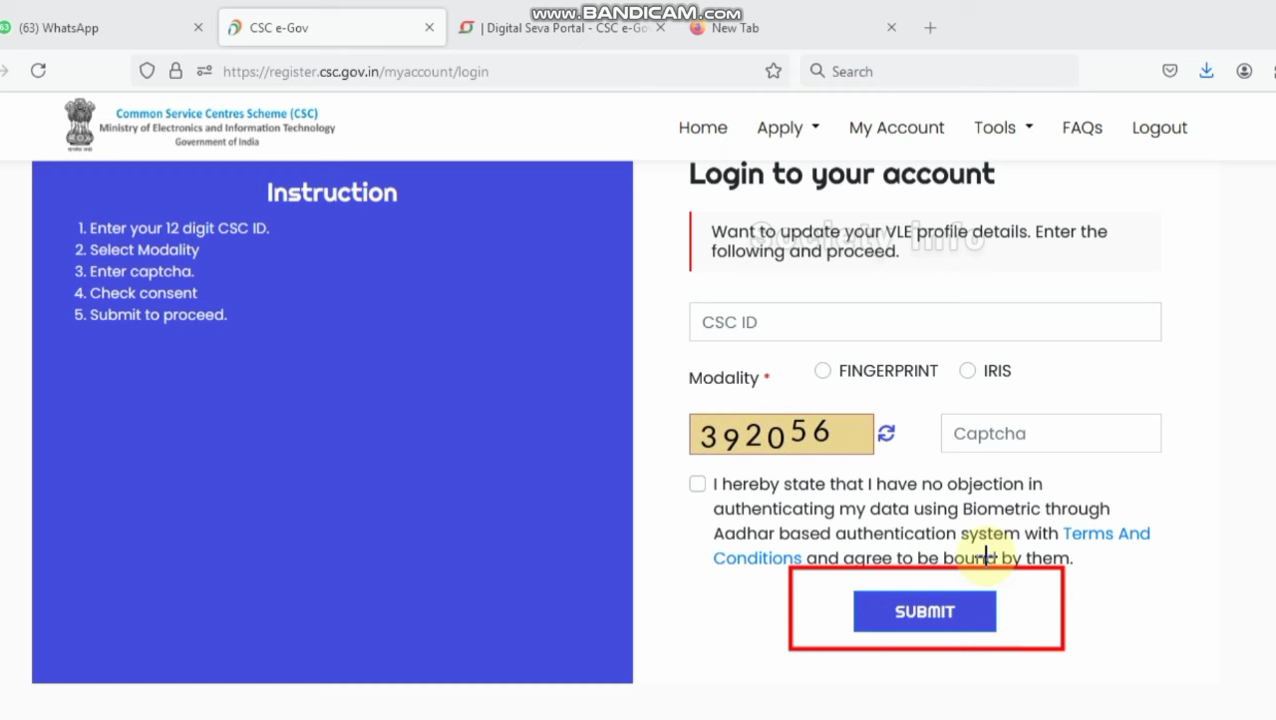 www.BANDICAM.com
(63) WhatsApp
CSC e-Gov
| Digital Seva Portal - CSC e-Go
New Tab
https://register.csc.gov.in/myaccount/login
Search
Common Service Centres Scheme (CSC)
Ministry of Electronics and Information Technology
Government of India
Home
Apply
My Account
Tools
FAQs
Logout
Instruction
1. Enter your 12 digit CSC ID.
2. Select Modality
3. Enter captcha.
4. Check consent
5. Submit to proceed.
Login to your account
Want to update your VLE profile details. Enter the
following and proceed.
Society info
CSC ID
Modality *
FINGERPRINT
IRIS
392056
Captcha
I hereby state that I have no objection in
authenticating my data using Biometric through
Aadhar based authentication system with Terms And
Conditions and agree to be bound by them.
SUBMIT